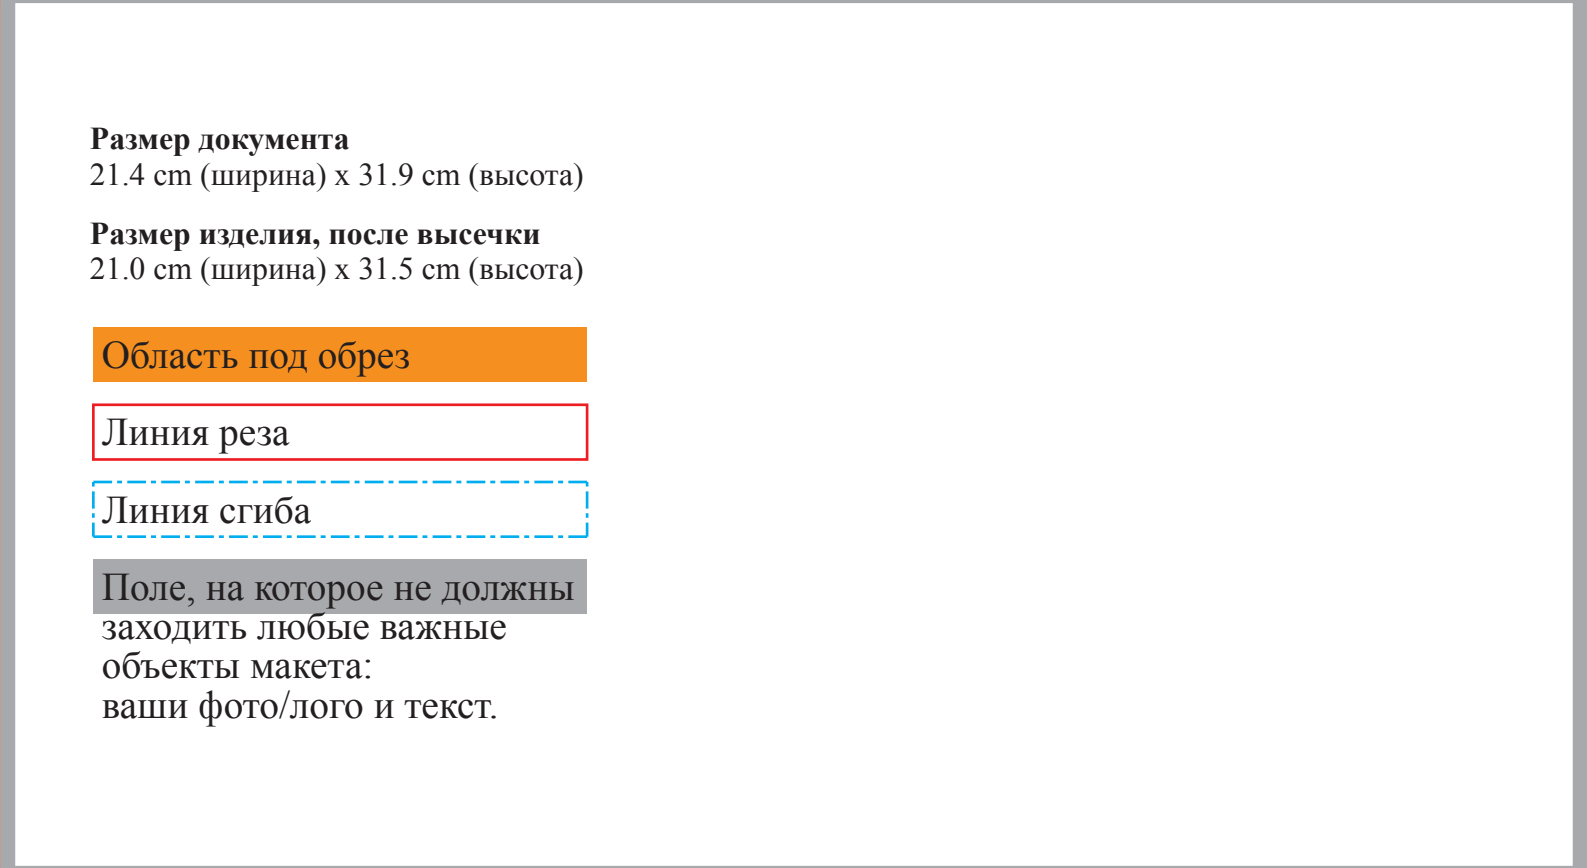 Размер документа
21.4 cm (ширина) x 31.9 cm (высота)
Размер изделия, после высечки
21.0 cm (ширина) x 31.5 cm (высота)
Область под обрез
Линия реза
Линия сгиба
Поле, на которое не должны
заходить любые важные
объекты макета:
ваши фото/лого и текст.